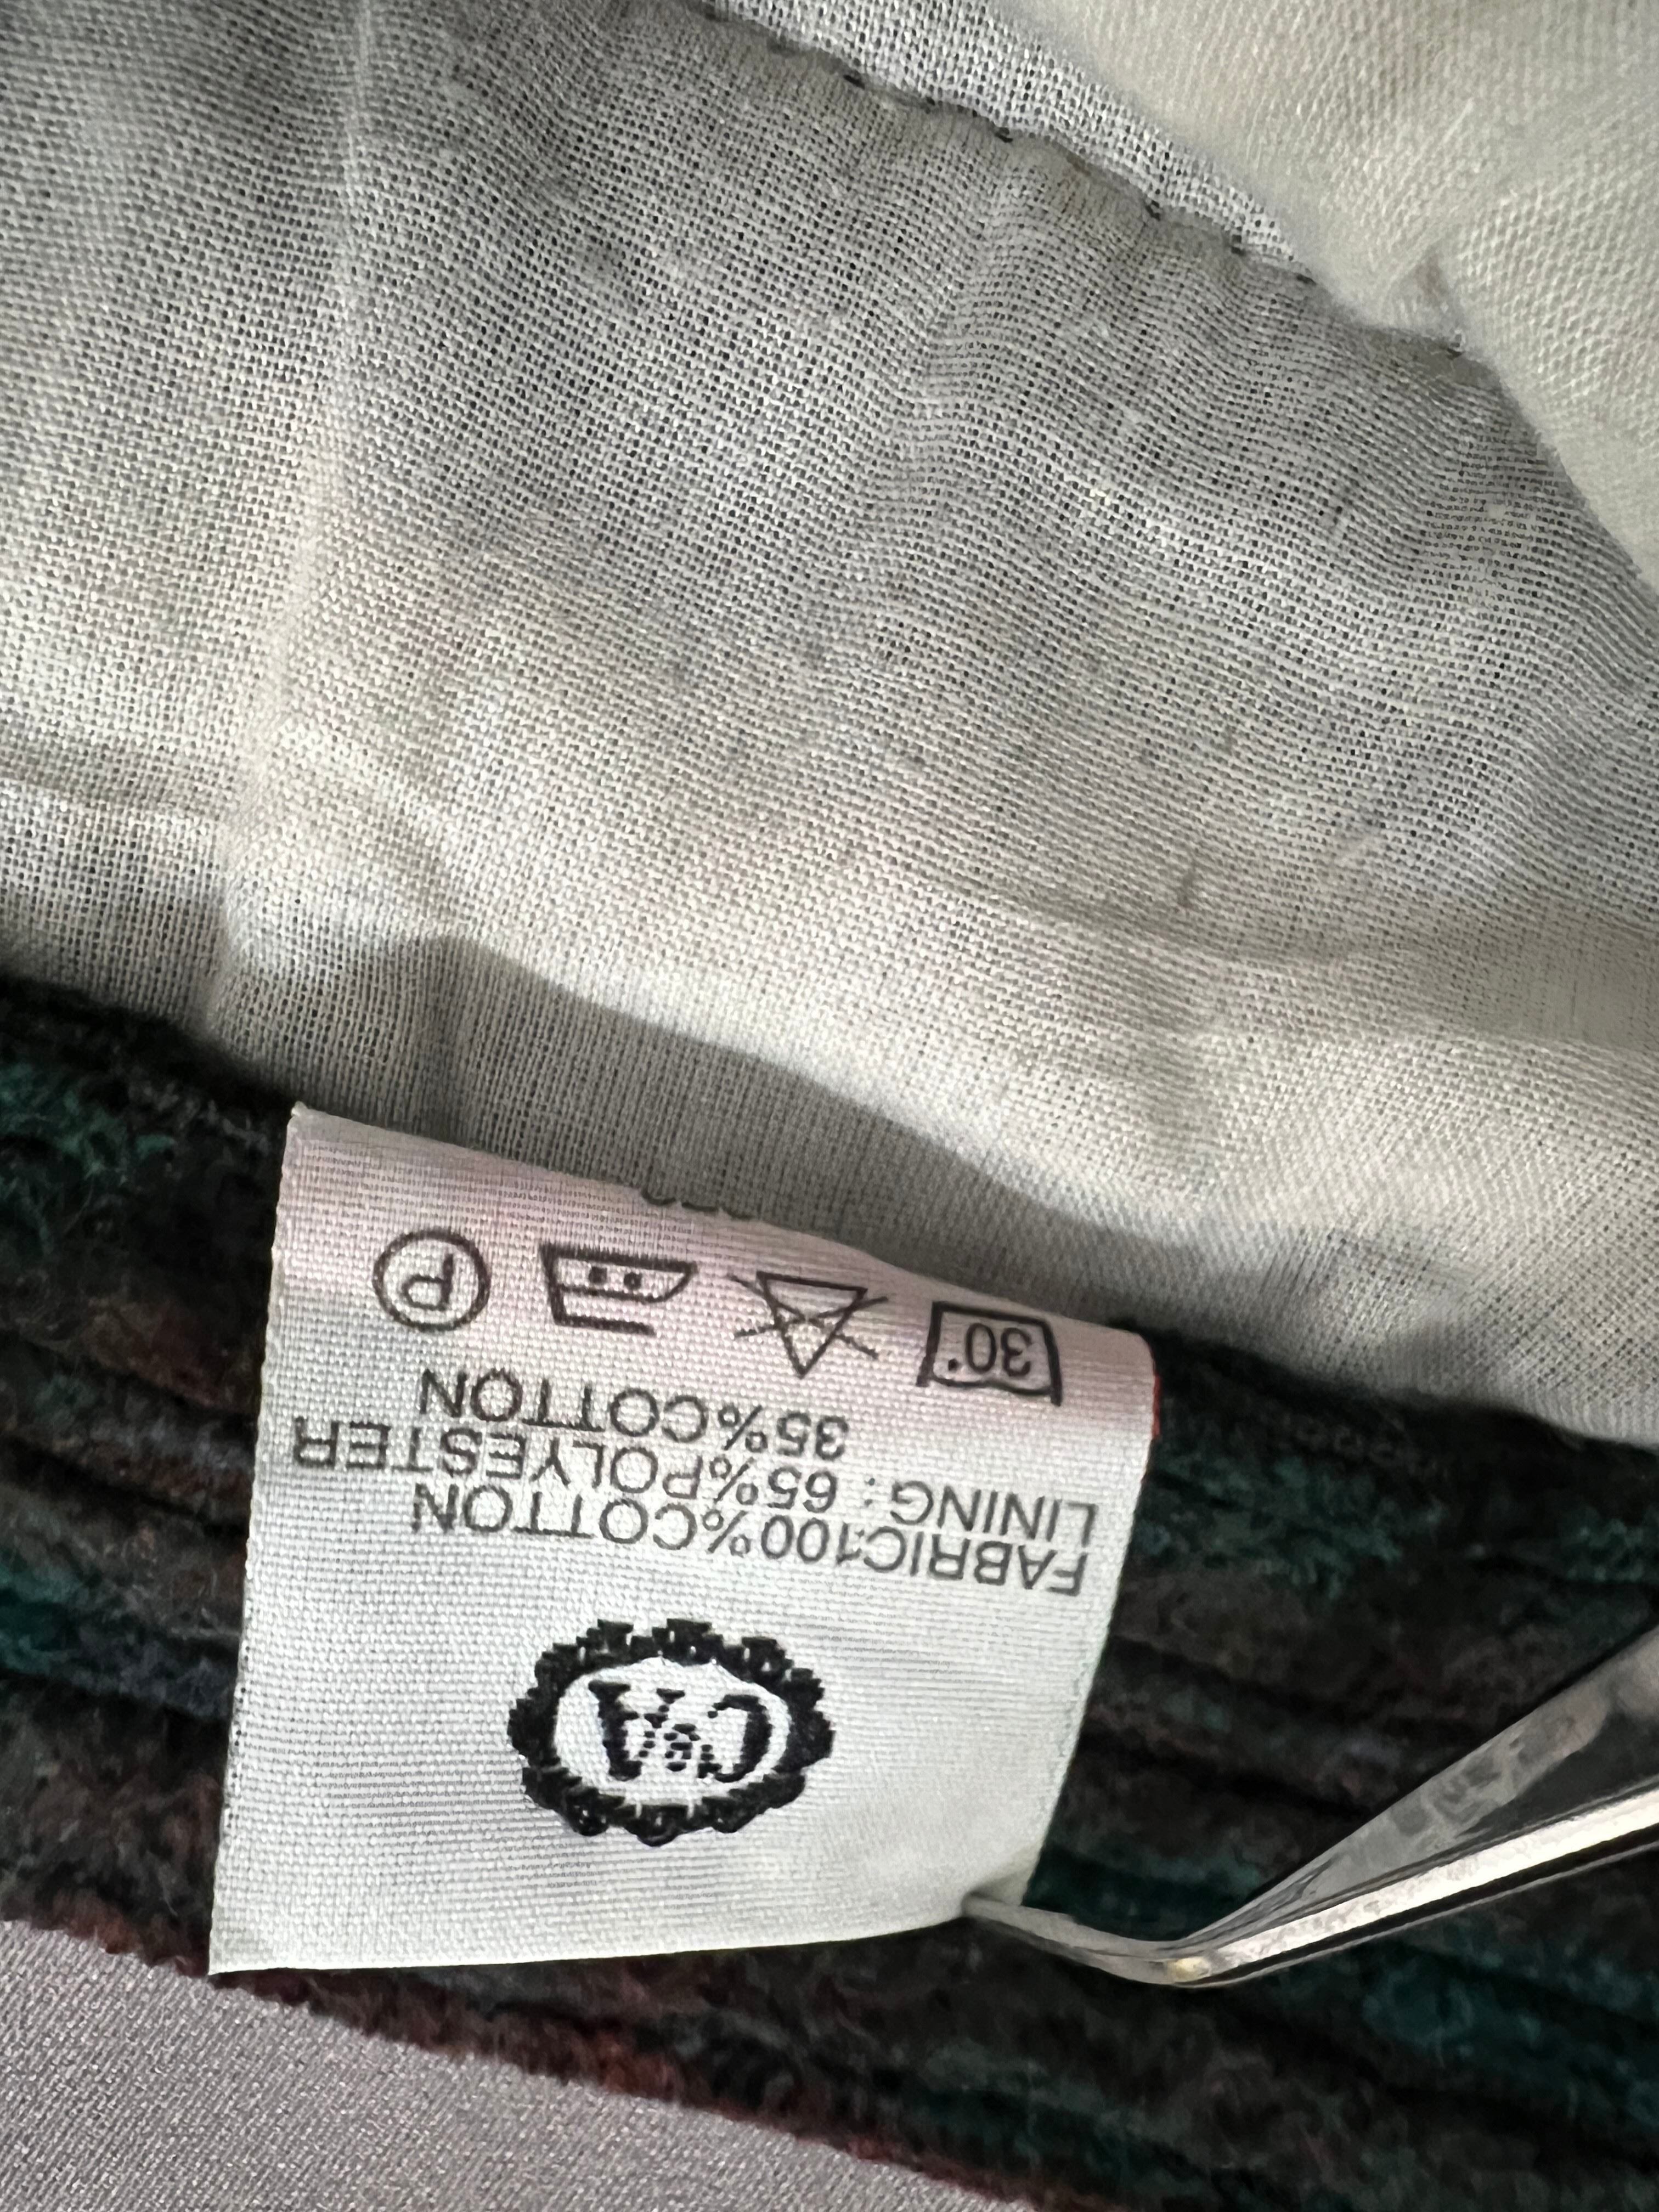 C&A
FABRIC:100%COTTON
LINING : 65%POLYESTER
35%COTTON
30°
P